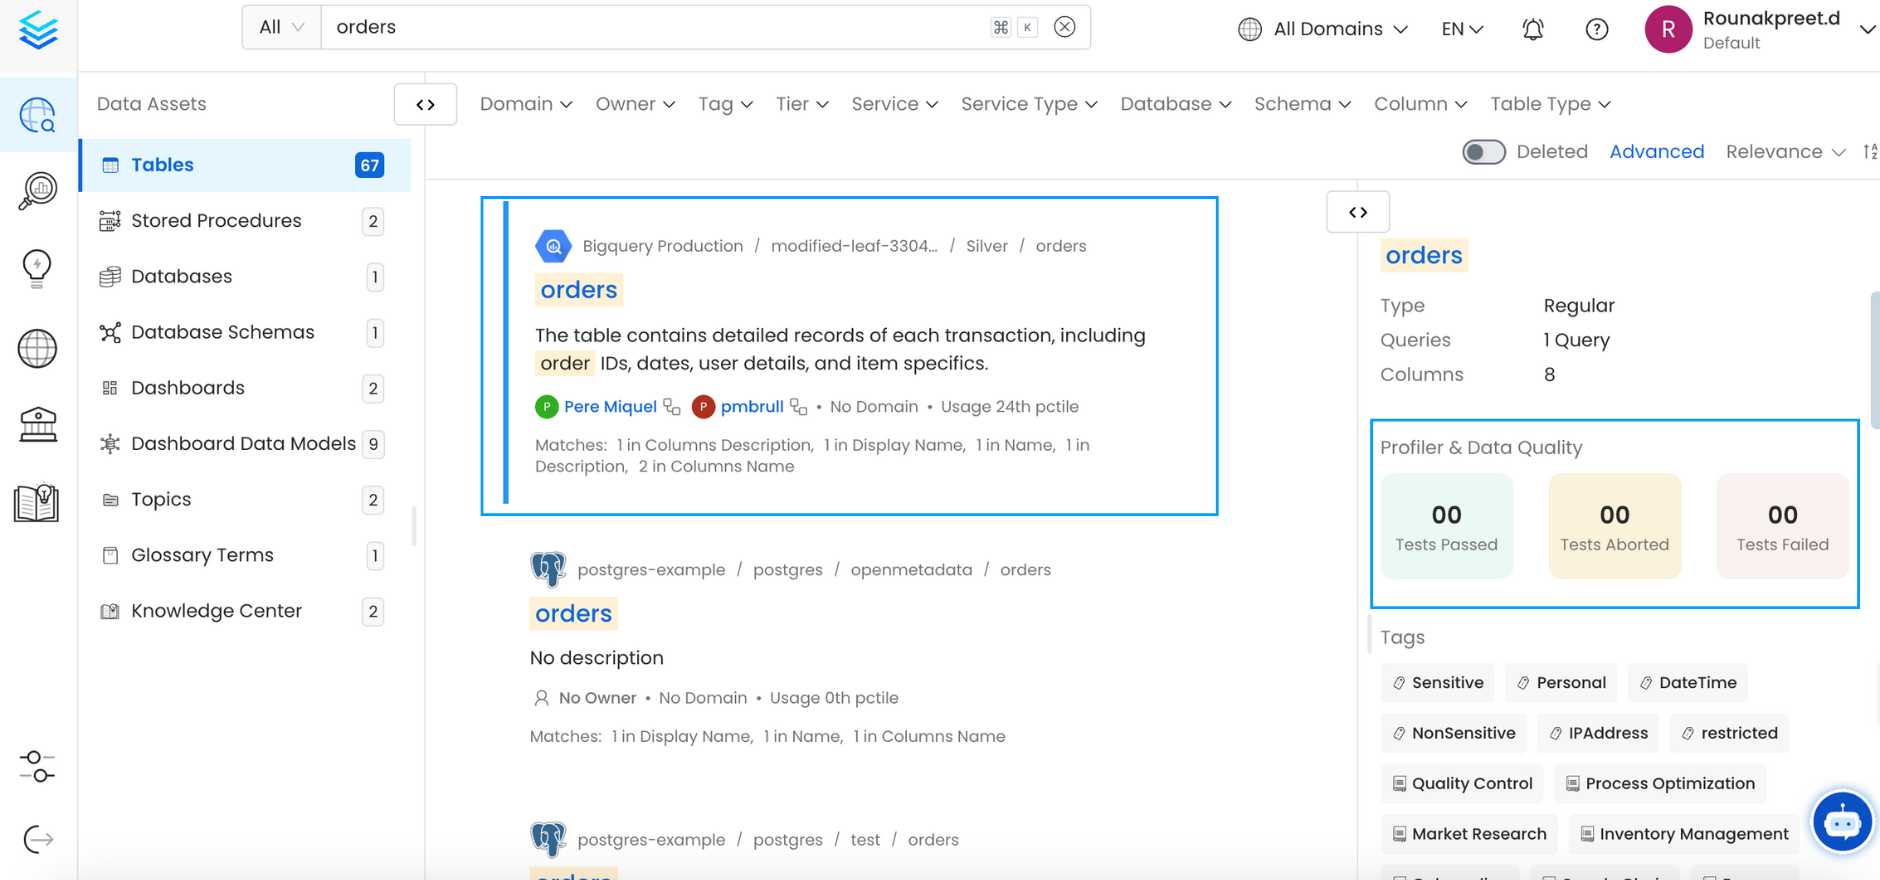 All
orders
⌘ K
All Domains
EN
R
Rounakpreet.d
Default
Data Assets
Domain
Owner
Tag
Tier
Service
Service Type
Database
Schema
Column
Table Type
Deleted
Advanced
Relevance
Tables 67
Stored Procedures 2
Databases 1
Database Schemas 1
Dashboards 2
Dashboard Data Models 9
Topics 2
Glossary Terms 1
Knowledge Center 2
Bigquery Production / modified-leaf-3304... / Silver / orders
orders
The table contains detailed records of each transaction, including
order IDs, dates, user details, and item specifics.
P Pere Miquel P pmbrull • No Domain • Usage 24th pctile
Matches: 1 in Columns Description, 1 in Display Name, 1 in Name, 1 in
Description, 2 in Columns Name
postgres-example / postgres / openmetadata / orders
orders
No description
No Owner • No Domain • Usage 0th pctile
Matches: 1 in Display Name, 1 in Name, 1 in Columns Name
postgres-example / postgres / test / orders
orders
orders
Type Regular
Queries 1 Query
Columns 8
Profiler & Data Quality
00 00 00
Tests Passed Tests Aborted Tests Failed
Tags
Sensitive Personal DateTime
NonSensitive IPAddress restricted
Quality Control Process Optimization
Market Research Inventory Management